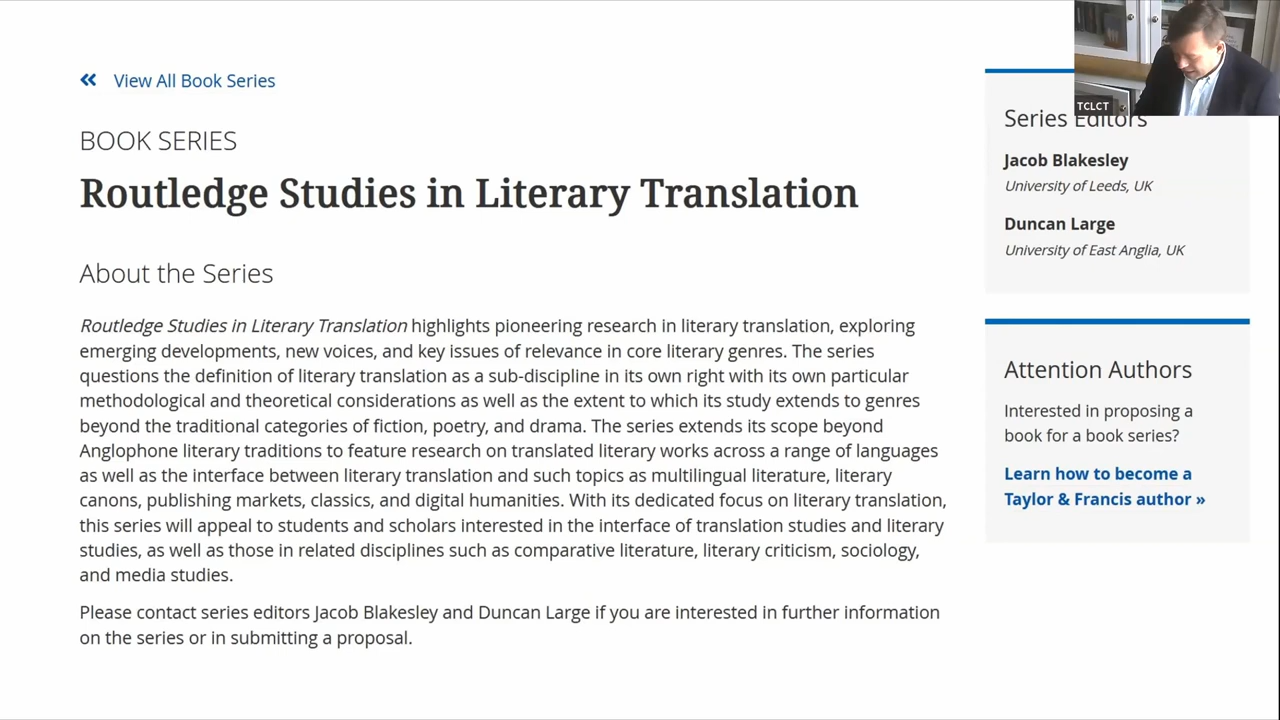 « View All Book Series
BOOK SERIES
Routledge Studies in Literary Translation
About the Series
Routledge Studies in Literary Translation highlights pioneering research in literary translation, exploring
emerging developments, new voices, and key issues of relevance in core literary genres. The series
questions the definition of literary translation as a sub-discipline in its own right with its own particular
methodological and theoretical considerations as well as the extent to which its study extends to genres
beyond the traditional categories of fiction, poetry, and drama. The series extends its scope beyond
Anglophone literary traditions to feature research on translated literary works across a range of languages
as well as the interface between literary translation and such topics as multilingual literature, literary
canons, publishing markets, classics, and digital humanities. With its dedicated focus on literary translation,
this series will appeal to students and scholars interested in the interface of translation studies and literary
studies, as well as those in related disciplines such as comparative literature, literary criticism, sociology,
and media studies.
Please contact series editors Jacob Blakesley and Duncan Large if you are interested in further information
on the series or in submitting a proposal.
TCLCT
Series Editors
Jacob Blakesley
University of Leeds, UK
Duncan Large
University of East Anglia, UK
Attention Authors
Interested in proposing a
book for a book series?
Learn how to become a
Taylor & Francis author »